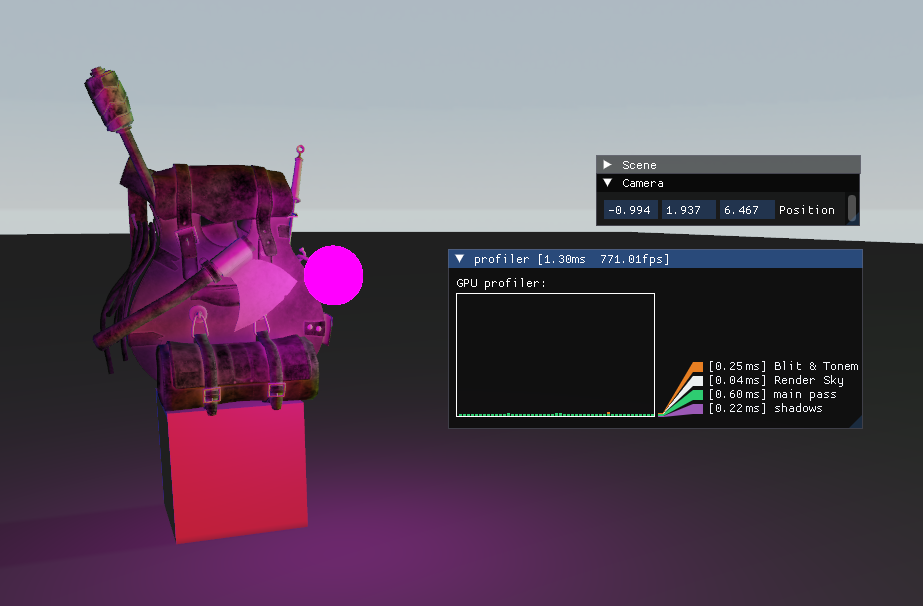 Scene
Camera
-0.994 1.937 6.467 Position
profiler [1.30ms 771.01fps]
GPU profiler:
[0.25ms] Blit & Tonem
[0.04ms] Render Sky
[0.60ms] main pass
[0.22ms] shadows